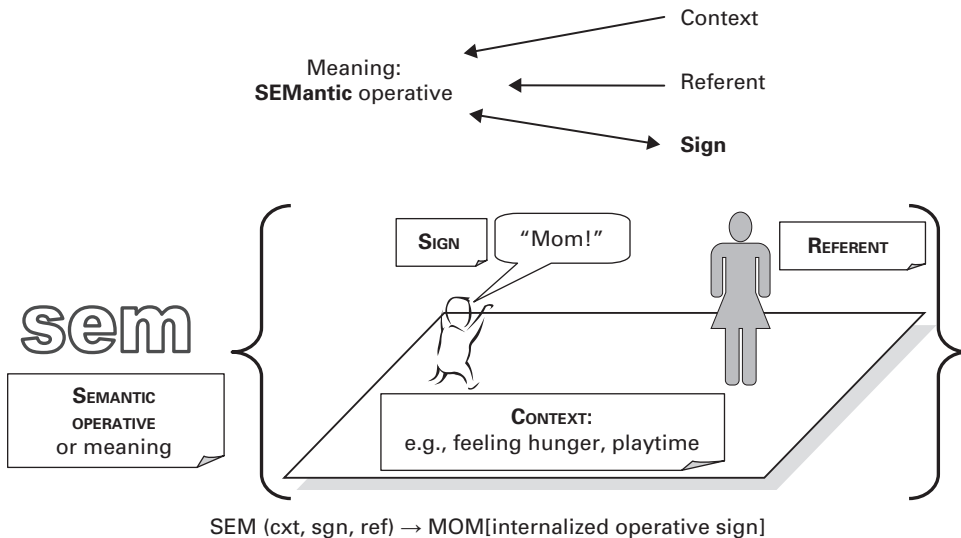 Context
Meaning:
SEMantic operative
Referent
Sign
SIGN
“Mom!”
REFERENT
sem
SEMANTIC
OPERATIVE
or meaning
CONTEXT:
e.g., feeling hunger, playtime
SEM (cxt, sgn, ref) → MOM[internalized operative sign]